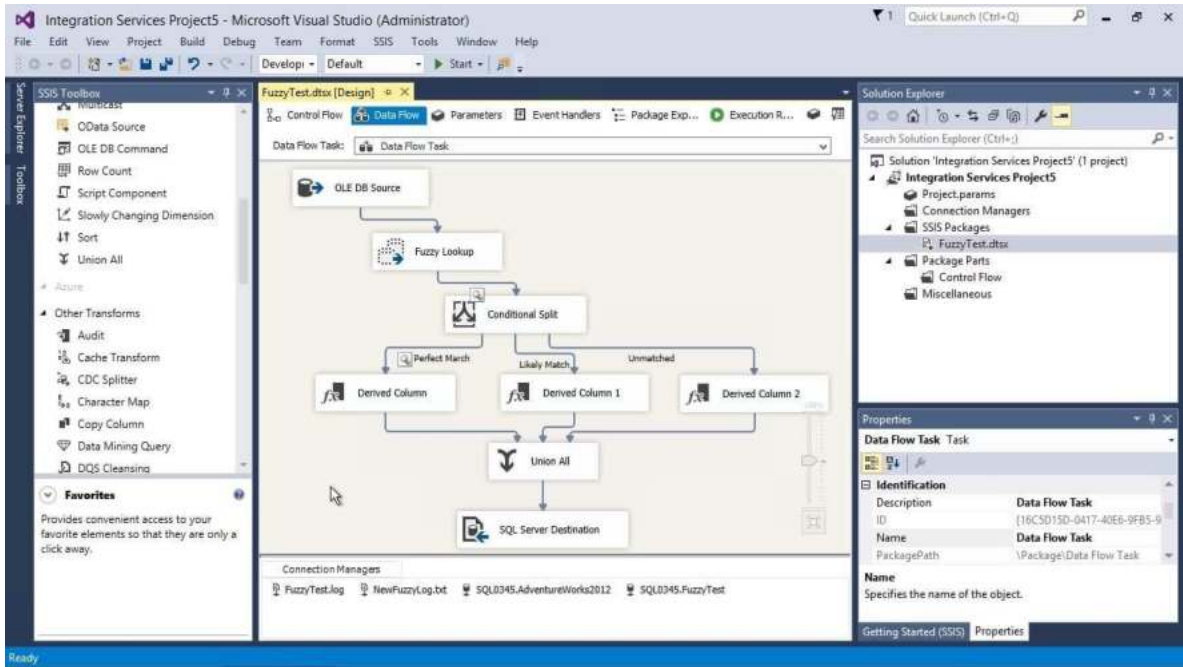 Integration Services Project5 - Microsoft Visual Studio (Administrator)
1 Quick Launch (Ctrl+Q)
File Edit View Project Build Debug Team Format SSIS Tools Window Help
Developi Default Start
Server Explorer
Toolbox
SSIS Toolbox
Multicast
OData Source
OLE DB Command
Row Count
Script Component
Slowly Changing Dimension
Sort
Union All
Azure
Other Transforms
Audit
Cache Transform
CDC Splitter
Character Map
Copy Column
Data Mining Query
DQS Cleansing
Favorites
Provides convenient access to your
favorite elements so that they are only a
click away.
FuzzyTest.dtsx [Design]
Control Flow Data Flow Parameters Event Handlers Package Exp... Execution R...
Data Flow Task: Data Flow Task
OLE DB Source
Fuzzy Lookup
Conditional Split
Perfect March Likely Match Unmatched
Derived Column Derived Column 1 Derived Column 2
Union All
SQL Server Destination
Connection Managers
FuzzyTest.log NewFuzzyLog.txt SQL0345.AdventureWorks2012 SQL0345.FuzzyTest
Solution Explorer
Search Solution Explorer (Ctrl+;)
Solution 'Integration Services Project5' (1 project)
Integration Services Project5
Project.params
Connection Managers
SSIS Packages
FuzzyTest.dtsx
Package Parts
Control Flow
Miscellaneous
Properties
Data Flow Task Task
Identification
Description Data Flow Task
ID {16C5D15D-0417-40E6-9FB5-9
Name Data Flow Task
PackagePath \Package\Data Flow Task
Name
Specifies the name of the object.
Getting Started (SSIS) Properties
Ready